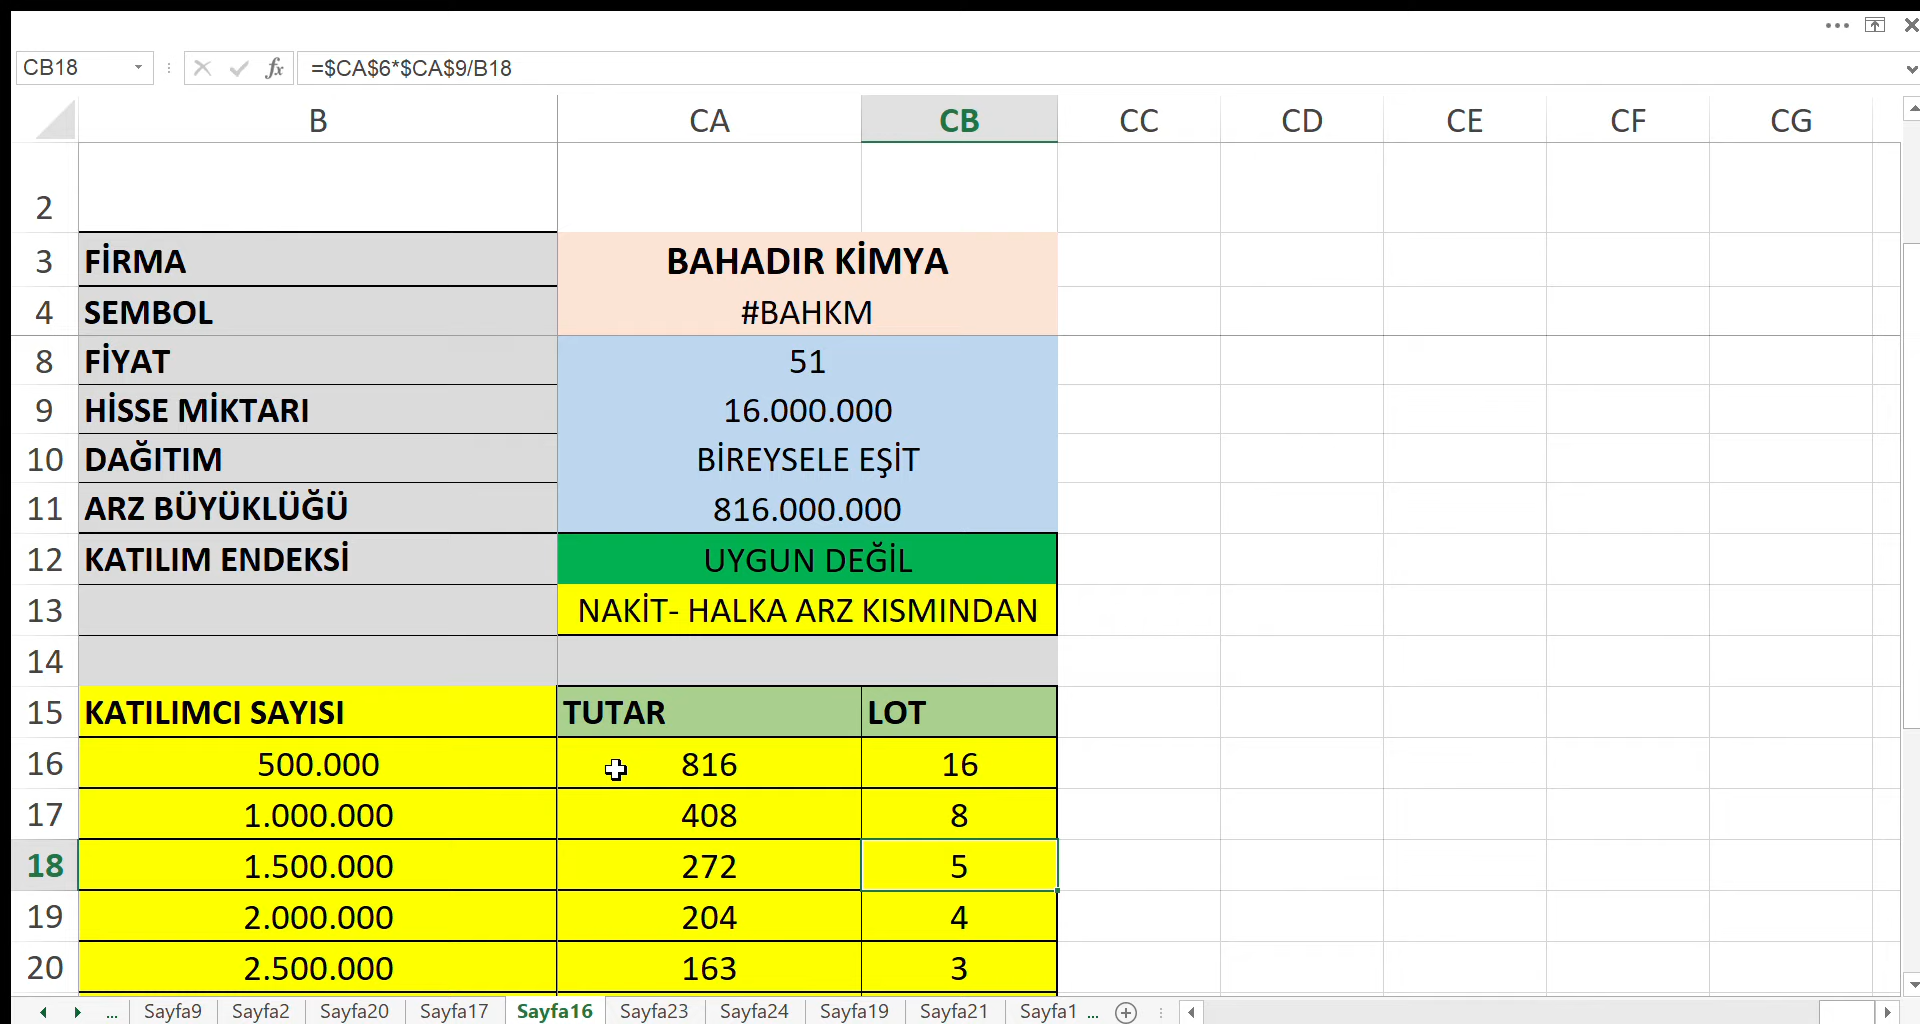 CB18
fx
=$CA$6*$CA$9/B18
B CA CB CC CD CE CF CG
2
3 FİRMA BAHADIR KİMYA
4 SEMBOL #BAHKM
8 FİYAT 51
9 HİSSE MİKTARI 16.000.000
10 DAĞITIM BİREYSELE EŞİT
11 ARZ BÜYÜKLÜĞÜ 816.000.000
12 KATILIM ENDEKSİ UYGUN DEĞİL
13 NAKİT- HALKA ARZ KISMINDAN
14
15 KATILIMCI SAYISI TUTAR LOT
16 500.000 816 16
17 1.000.000 408 8
18 1.500.000 272 5
19 2.000.000 204 4
20 2.500.000 163 3
... Sayfa9 Sayfa2 Sayfa20 Sayfa17 Sayfa16 Sayfa23 Sayfa24 Sayfa19 Sayfa21 Sayfa1 ...